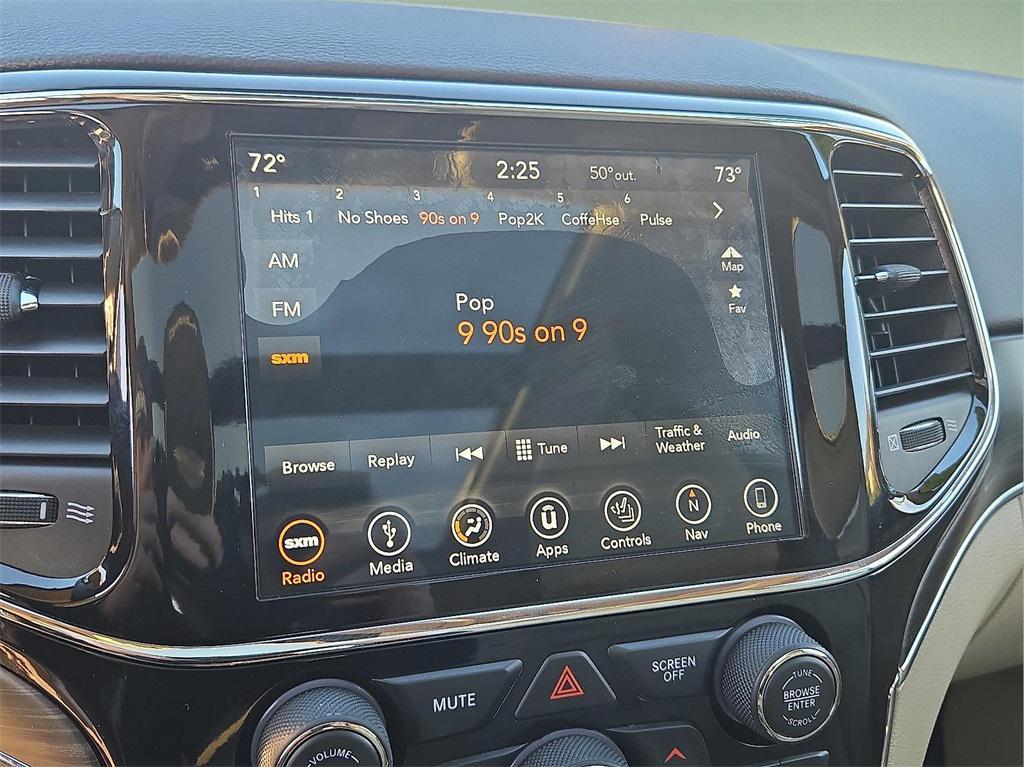 72° 2:25 50°out. 73°
1 2 3 4 5 6
Hits 1 No Shoes 90s on 9 Pop2K CoffeHse Pulse
AM
Map
Pop
FM
Fav
9 90s on 9
sxm
Browse Replay Tune Traffic & Weather Audio
sxm
N
Radio Media Climate Apps Controls Nav Phone
MUTE
SCREEN
OFF
TUNE
BROWSE
ENTER
SCROLL
VOLUME